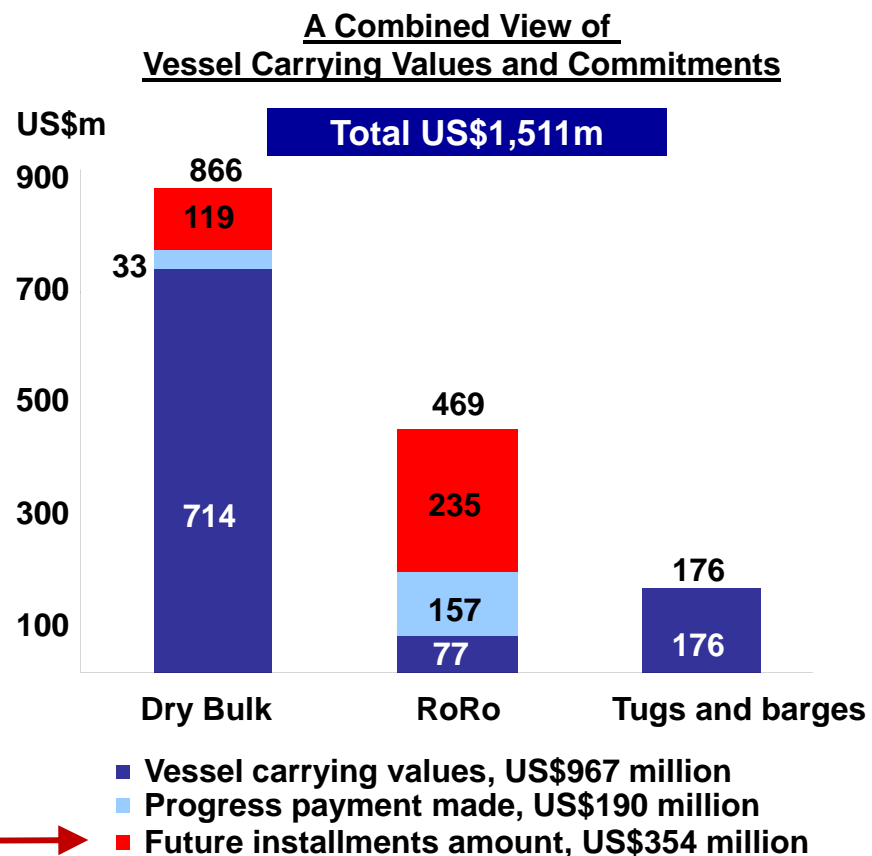 A Combined View of
Vessel Carrying Values and Commitments
US$m
Total US$1,511m
900
700
500
300
100
866
119
33
714
469
235
157
77
176
176
Dry Bulk
RoRo
Tugs and barges
Vessel carrying values, US$967 million
Progress payment made, US$190 million
Future installments amount, US$354 million